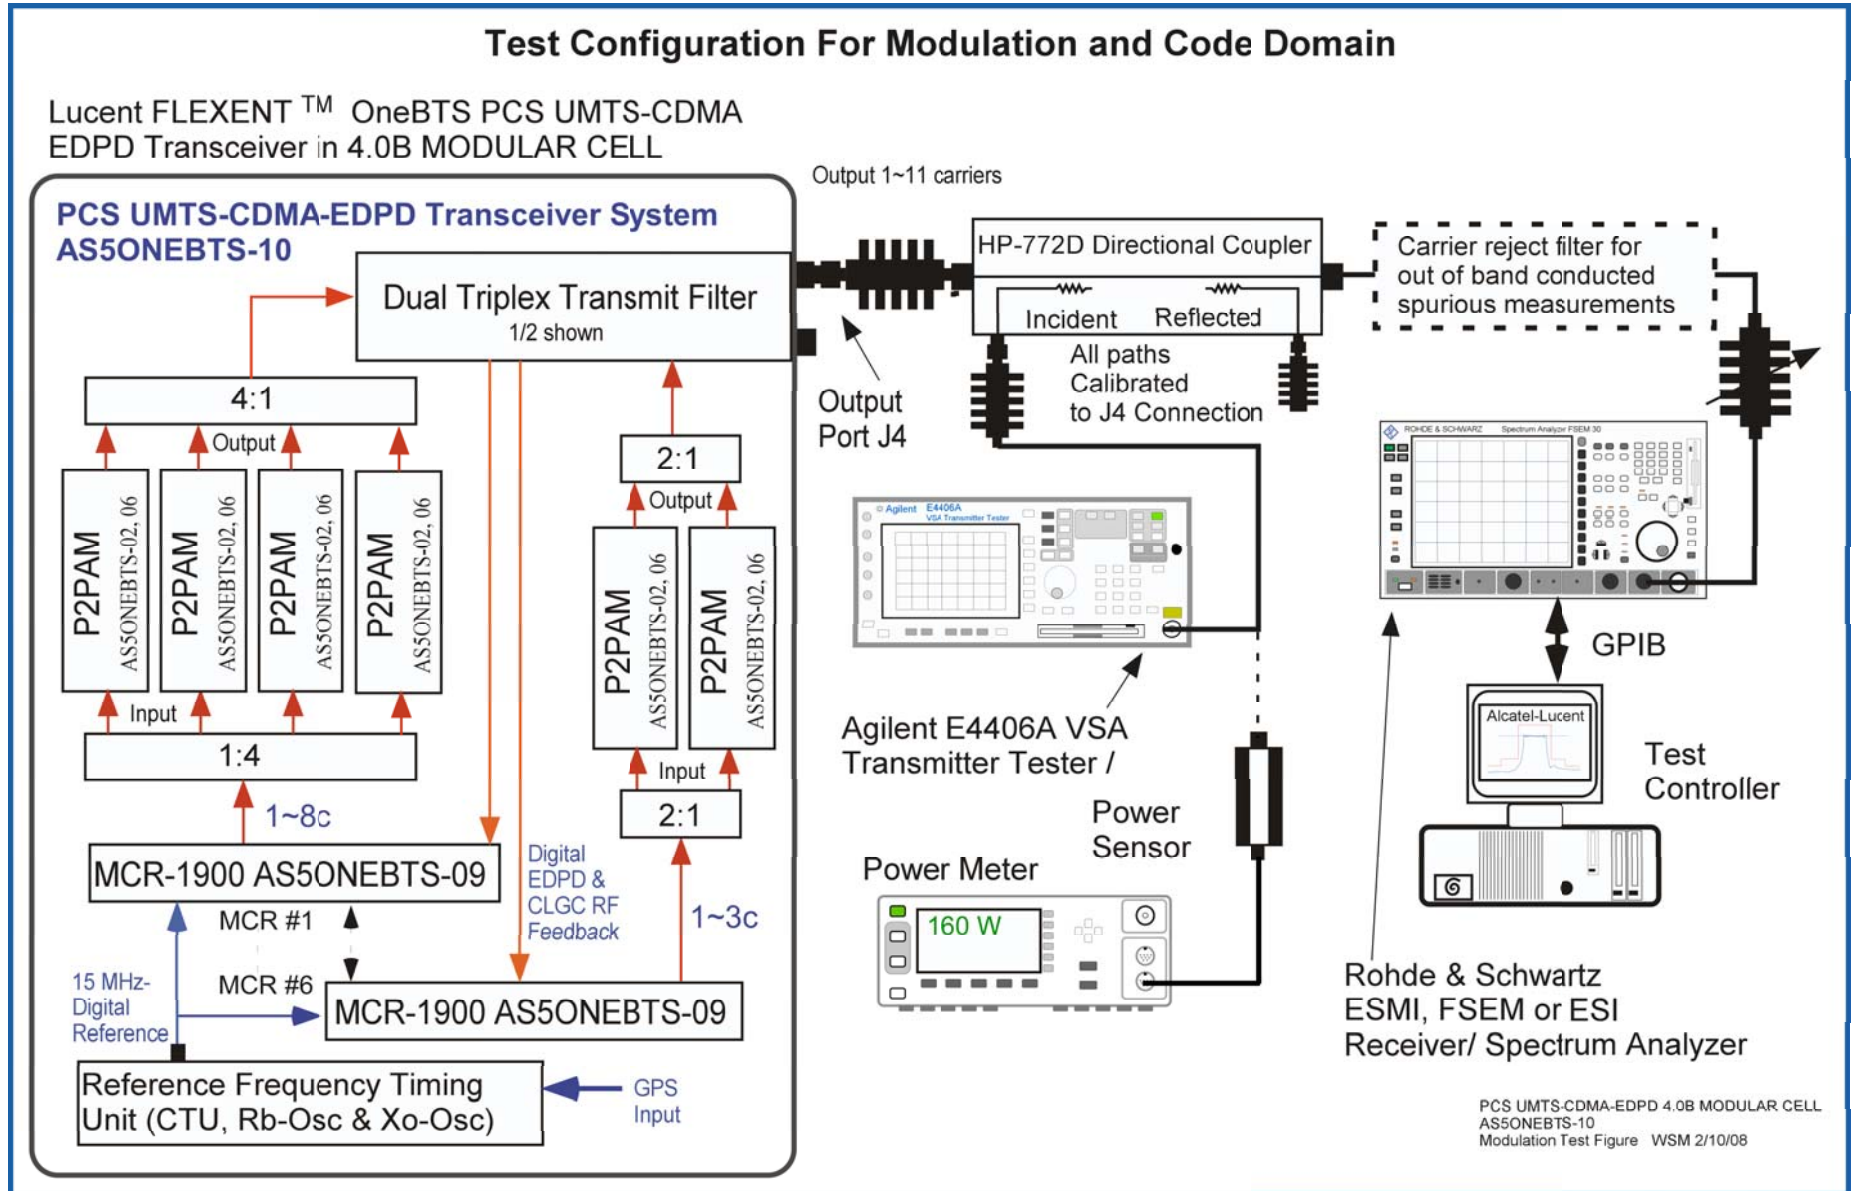 Test Configuration For Modulation and Code Domain
Lucent FLEXENT TM OneBTS PCS UMTS-CDMA
EDPD Transceiver in 4.0B MODULAR CELL
Output 1~11 carriers
PCS UMTS-CDMA-EDPD Transceiver System
AS5ONEBTS-10
Dual Triplex Transmit Filter
1/2 shown
4:1
Output
P2PAM
AS5ONEBTS-02, 06
P2PAM
AS5ONEBTS-02, 06
P2PAM
AS5ONEBTS-02, 06
P2PAM
AS5ONEBTS-02, 06
Input
1:4
1~8c
2:1
Output
P2PAM
AS5ONEBTS-02, 06
P2PAM
AS5ONEBTS-02, 06
Input
2:1
1~3c
MCR-1900 AS5ONEBTS-09
MCR #1
MCR #6
Digital
EDPD &
CLGC RF
Feedback
15 MHz-
Digital
Reference
MCR-1900 AS5ONEBTS-09
Reference Frequency Timing
Unit (CTU, Rb-Osc & Xo-Osc)
GPS
Input
Output
Port J4
HP-772D Directional Coupler
Incident
Reflected
All paths
Calibrated
to J4 Connection
Carrier reject filter for
out of band conducted
spurious measurements
Agilent
E4406A
VSA Transmitter Tester
Agilent E4406A VSA
Transmitter Tester /
Power
Sensor
Power Meter
160 W
ROHDE & SCHWARZ
Spectrum Analyzir FSEM 30
GPIB
Alcatel-Lucent
Test
Controller
Rohde & Schwartz
ESMI, FSEM or ESI
Receiver/ Spectrum Analyzer
PCS UMTS-CDMA-EDPD 4.0B MODULAR CELL
AS5ONEBTS-10
Modulation Test Figure WSM 2/10/08